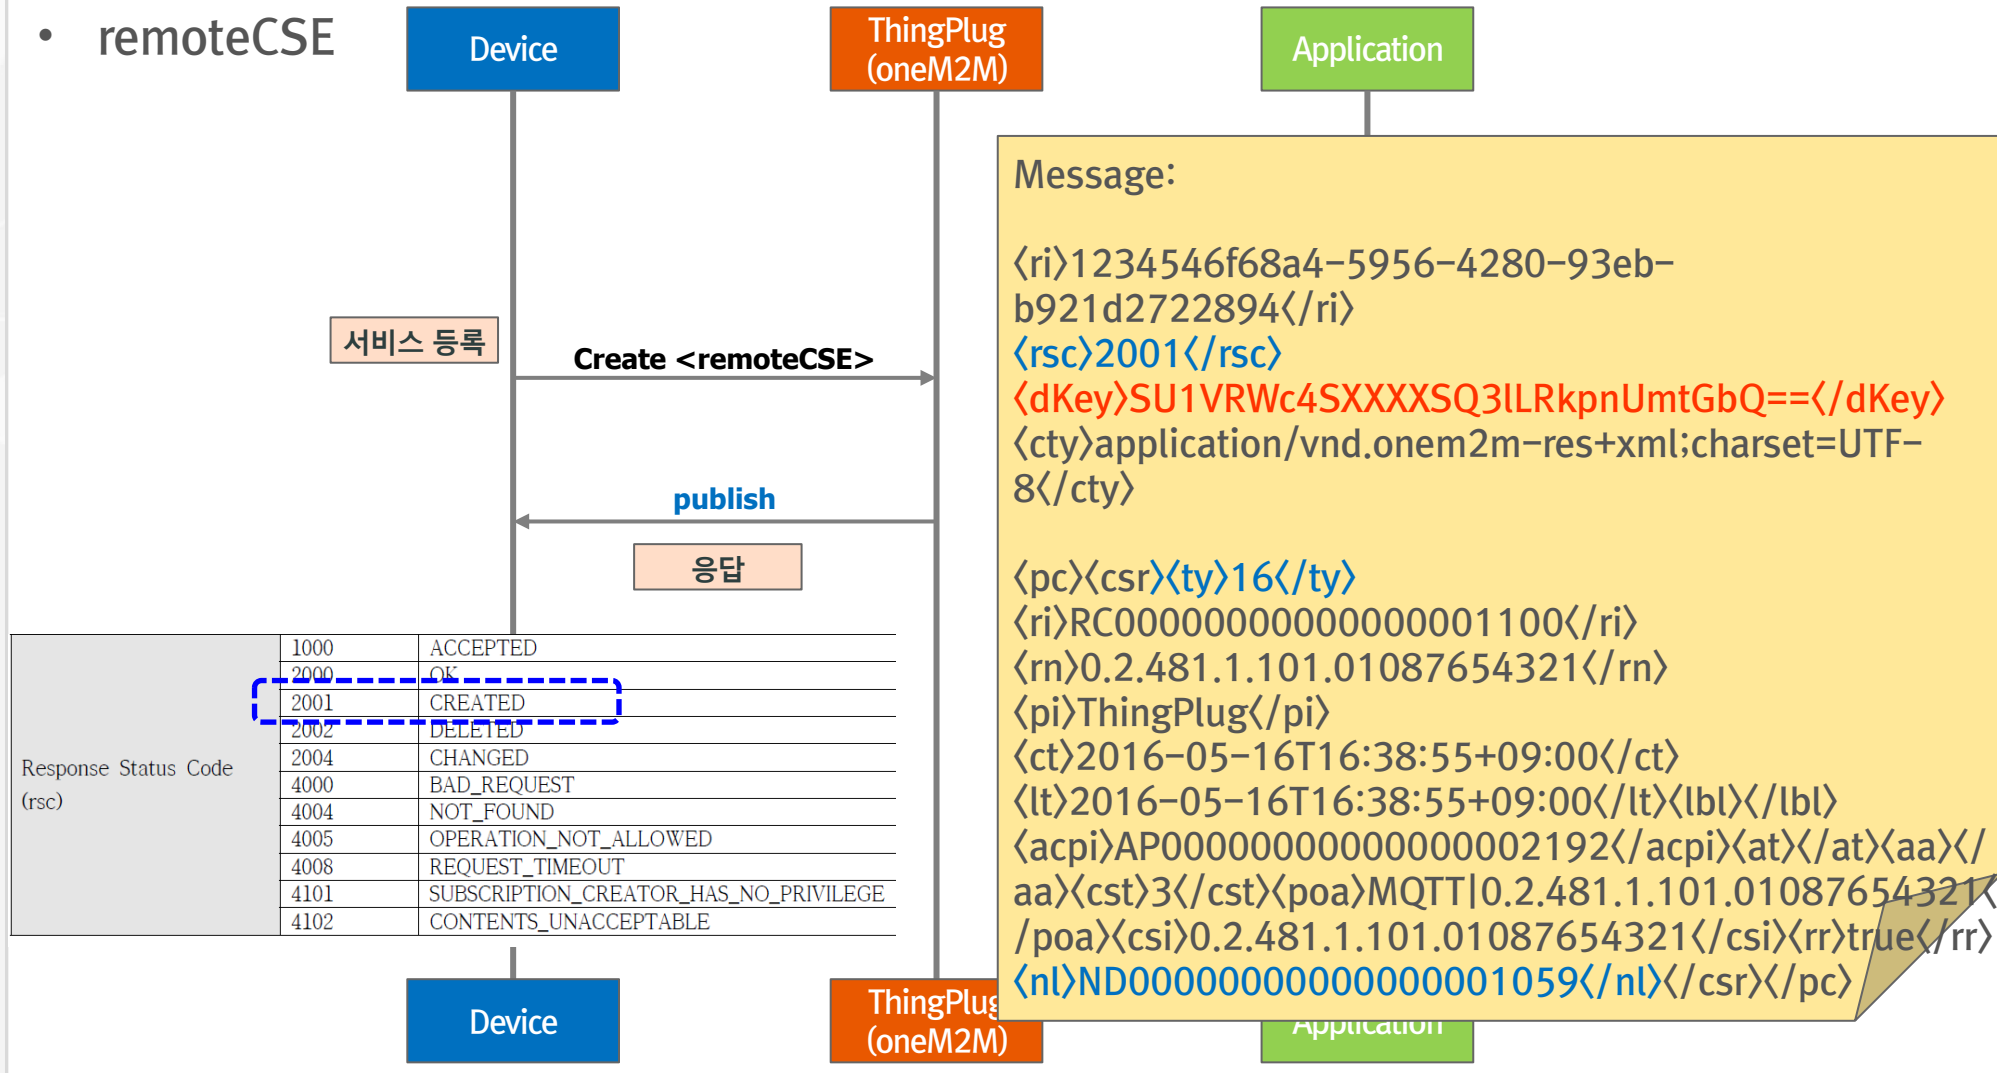 • remoteCSE
Device
ThingPlug
(oneM2M)
Application
서비스 등록
Create <remoteCSE>
publish
응답
Message:
〈ri〉1234546f68a4-5956-4280-93eb-
b921d2722894〈/ri〉
〈rsc〉2001〈/rsc〉
〈dKey〉SU1VRWc4SXXXXSQ3lLRkpnUmtGbQ==〈/dKey〉
〈cty〉application/vnd.onem2m-res+xml;charset=UTF-
8〈/cty〉
〈pc〉〈csr〉〈ty〉16〈/ty〉
〈ri〉RC00000000000000001100〈/ri〉
〈rn〉0.2.481.1.101.01087654321〈/rn〉
〈pi〉ThingPlug〈/pi〉
〈ct〉2016-05-16T16:38:55+09:00〈/ct〉
〈lt〉2016-05-16T16:38:55+09:00〈/lt〉〈lbl〉〈/lbl〉
〈acpi〉AP00000000000000002192〈/acpi〉〈at〉〈/at〉〈aa〉〈/
aa〉〈cst〉3〈/cst〉〈poa〉MQTT|0.2.481.1.101.01087654321〈
/poa〉〈csi〉0.2.481.1.101.01087654321〈/csi〉〈rr〉true〈/rr〉
〈nl〉ND00000000000000001059〈/nl〉〈/csr〉〈/pc〉
Response Status Code
(rsc)
1000 ACCEPTED
2000 OK
2001 CREATED
2002 DELETED
2004 CHANGED
4000 BAD_REQUEST
4004 NOT_FOUND
4005 OPERATION_NOT_ALLOWED
4008 REQUEST_TIMEOUT
4101 SUBSCRIPTION_CREATOR_HAS_NO_PRIVILEGE
4102 CONTENTS_UNACCEPTABLE
Device
ThingPlug
(oneM2M)
Application